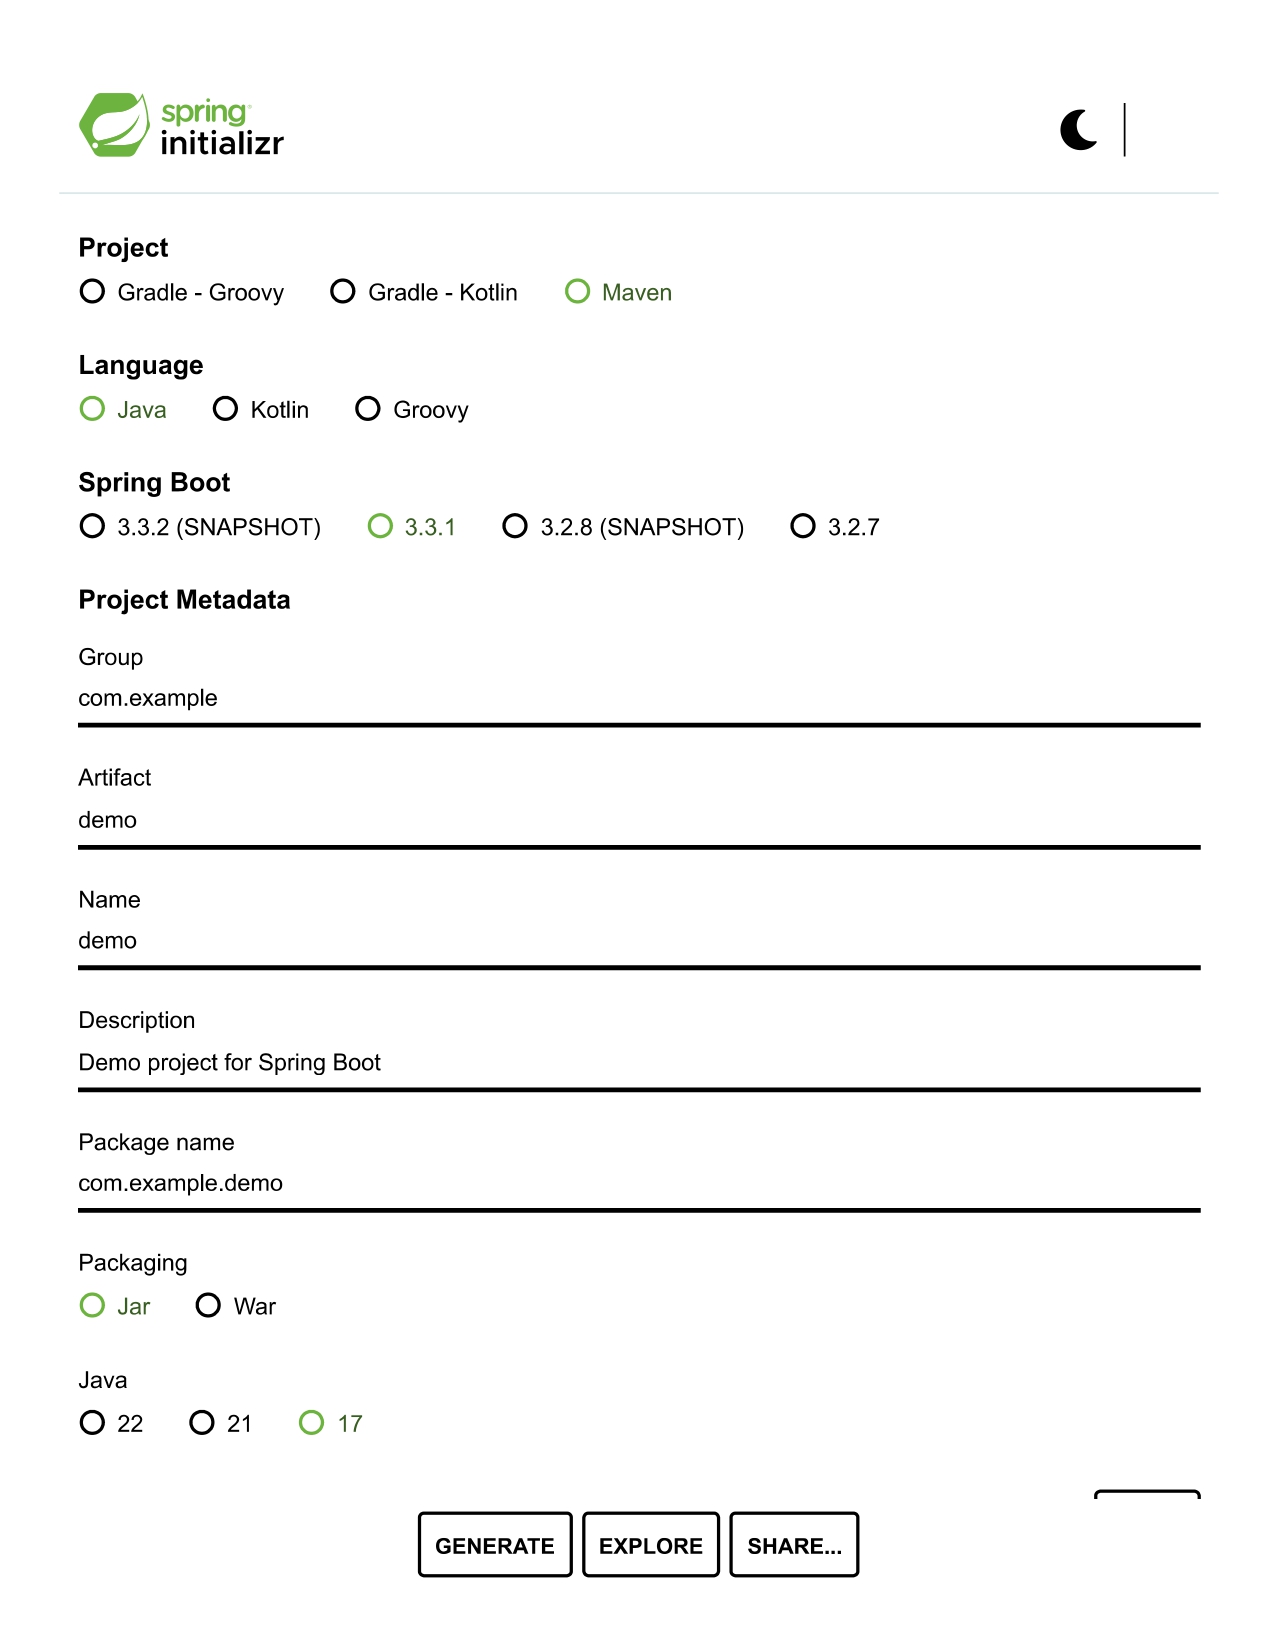 spring
initializr
Project
Gradle - Groovy Gradle - Kotlin Maven
Language
Java Kotlin Groovy
Spring Boot
3.3.2 (SNAPSHOT) 3.3.1 3.2.8 (SNAPSHOT) 3.2.7
Project Metadata
Group
com.example
Artifact
demo
Name
demo
Description
Demo project for Spring Boot
Package name
com.example.demo
Packaging
Jar War
Java
22 21 17
GENERATE EXPLORE SHARE...